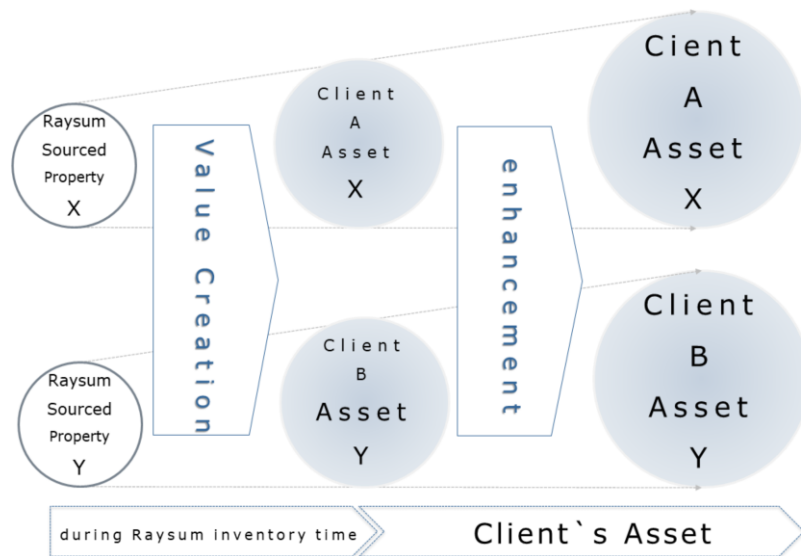 Raysum
Sourced
Property
X
Value Creation
Client
A
Asset
X
enhancement
Cient
A
Asset
X
Raysum
Sourced
Property
Y
Client
B
Asset
Y
Client
B
Asset
Y
during Raysum inventory time
Client`s Asset